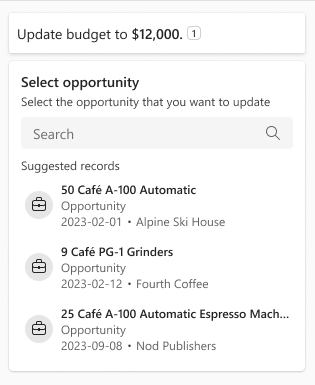 Update budget to $12,000. 1
Select opportunity
Select the opportunity that you want to update
Search
Suggested records
50 Café A-100 Automatic
Opportunity
2023-02-01 • Alpine Ski House
9 Café PG-1 Grinders
Opportunity
2023-02-12 • Fourth Coffee
25 Café A-100 Automatic Espresso Mach...
Opportunity
2023-09-08 • Nod Publishers